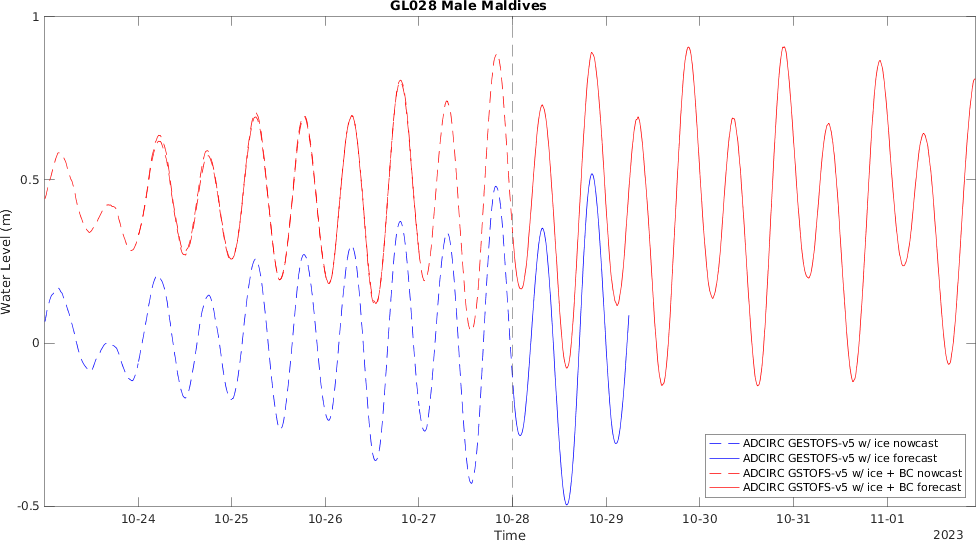 GL028 Male Maldives
1
0.5
0
-0.5
Water Level (m)
10-24
10-25
10-26
10-27
10-28
10-29
10-30
10-31
11-01
Time
2023
ADCIRC GESTOFS-v5 w/ ice nowcast
ADCIRC GESTOFS-v5 w/ ice forecast
ADCIRC GSTOFS-v5 w/ ice + BC nowcast
ADCIRC GSTOFS-v5 w/ ice + BC forecast